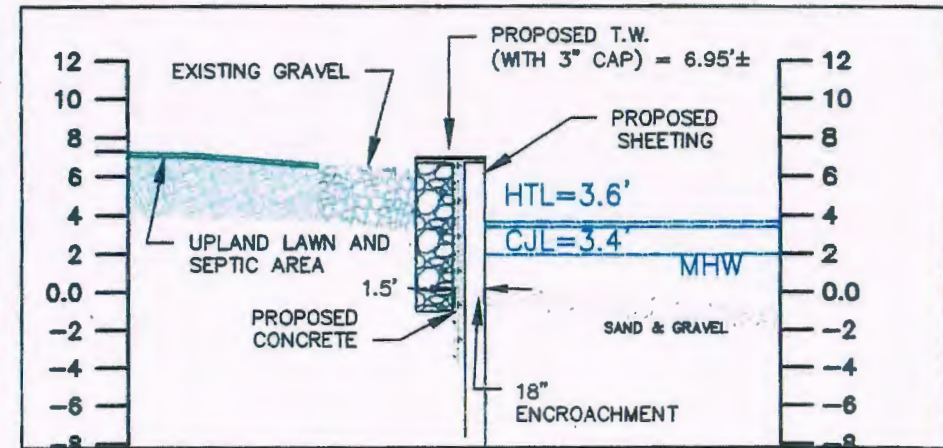 PROPOSED T.W.
(WITH 3" CAP) = 6.95'±
EXISTING GRAVEL
PROPOSED
SHEETING
12
10
8
6
4
2
0.0
-2
-4
-6
-8
HTL=3.6'
CJL=3.4'
MHW
UPLAND LAWN AND
SEPTIC AREA
1.5'
PROPOSED
CONCRETE
SAND & GRAVEL
18"
ENCROACHMENT
12
10
8
6
4
2
0.0
-2
-4
-6
-8